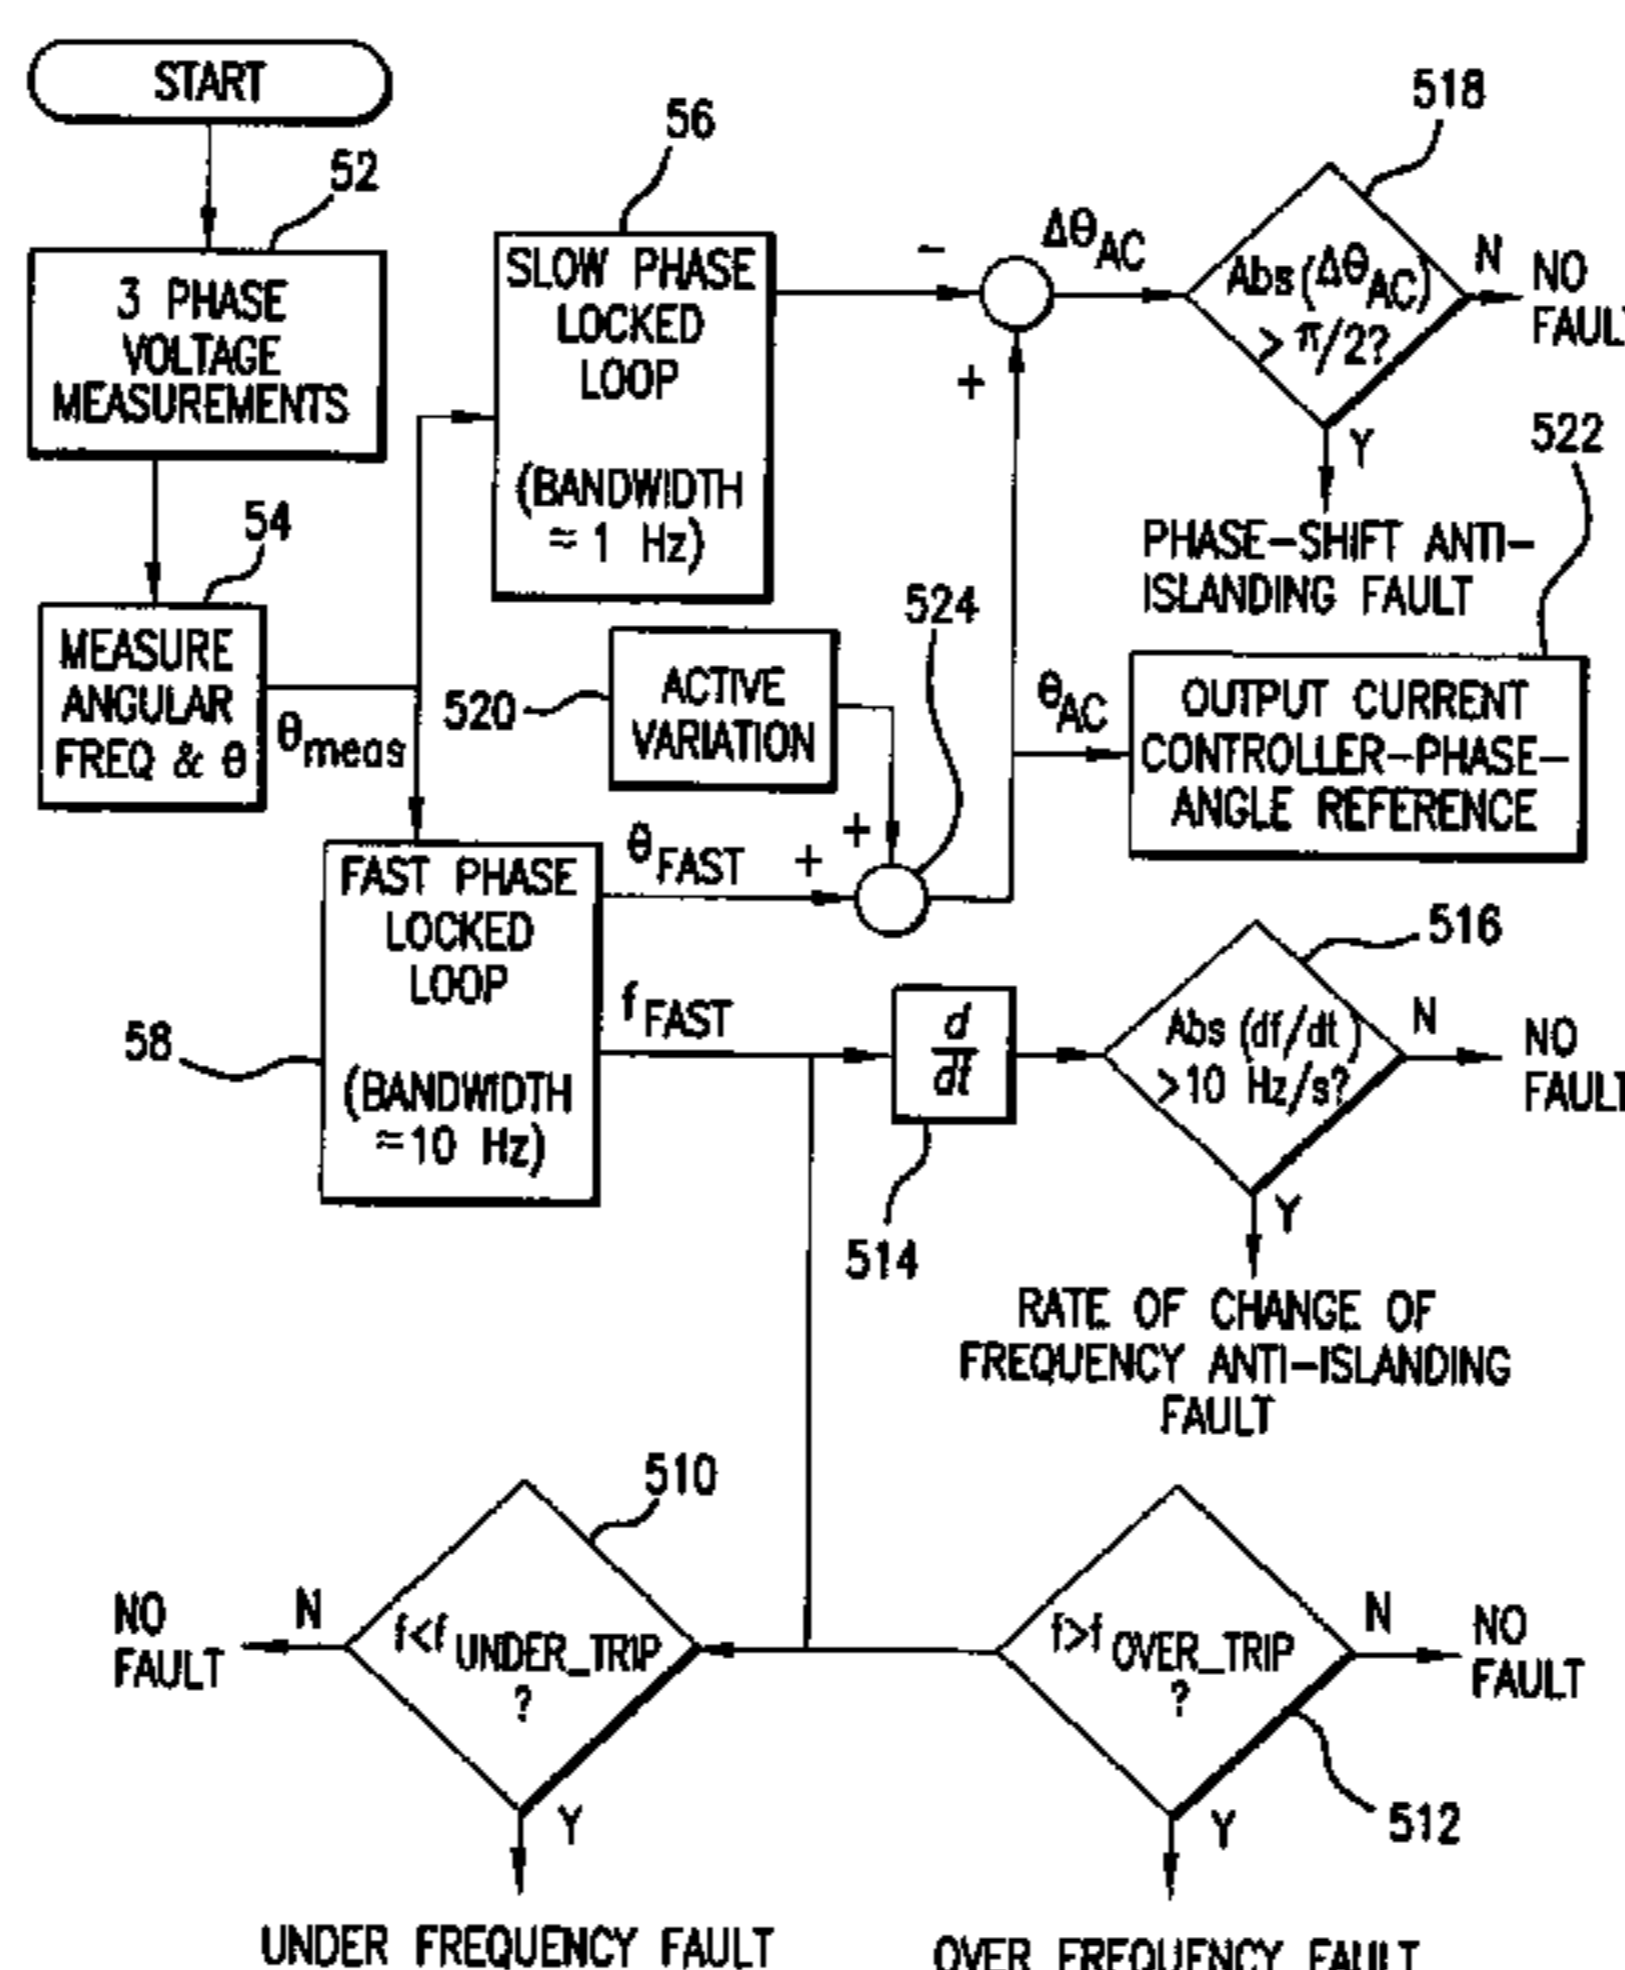 START
52
3 PHASE
VOLTAGE
MEASUREMENTS
54
MEASURE
ANGULAR
FREQ & θ
θmeas
56
SLOW PHASE
LOCKED
LOOP
(BANDWIDTH
≈ 1 Hz)
-
+
ΔθAC
518
Abs(ΔθAC)
> π/2?
N
NO
Y
PHASE-SHIFT ANTI-
ISLANDING FAULT
522
520
ACTIVE
VARIATION
524
θAC
OUTPUT CURRENT
CONTROLLER-PHASE-
ANGLE REFERENCE
58
FAST PHASE
LOCKED
LOOP
(BANDWIDTH
≈10 Hz)
θFAST
+
+
fFAST
d
dt
514
516
Abs (df/dt)
>10 Hz/s?
N
NO
FAULT
Y
RATE OF CHANGE OF
FREQUENCY ANTI-ISLANDING
FAULT
510
f<fUNDER_TRIP
?
N
NO
FAULT
Y
UNDER FREQUENCY FAULT
f>fOVER_TRIP
?
N
NO
FAULT
512
Y
OVER FREQUENCY FAULT